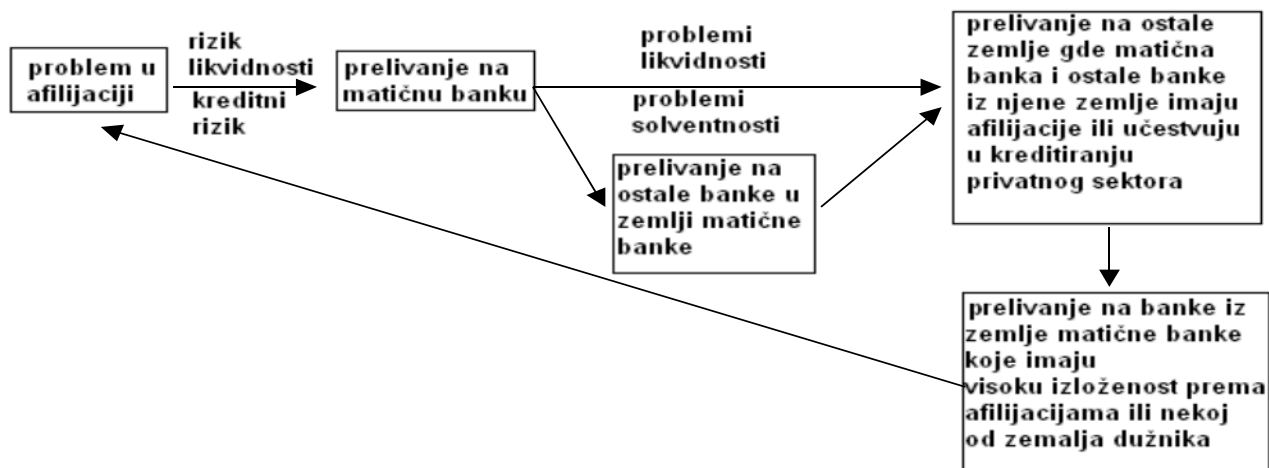 problem u
afilijaciji
rizik
likvidnosti
kreditni
rizik
prelivanje na
matičnu banku
problemi
likvidnosti
problemi
solventnosti
prelivanje na
ostale banke u
zemlji matične
banke
prelivanje na ostale
zemlje gde matična
banka i ostale banke
iz njene zemlje imaju
afilijacije ili učestvuju
u kreditiranju
privatnog sektora
prelivanje na banke iz
zemlje matične banke
koje imaju
visoku izloženost prema
afilijacijama ili nekoj
od zemalja dužnika